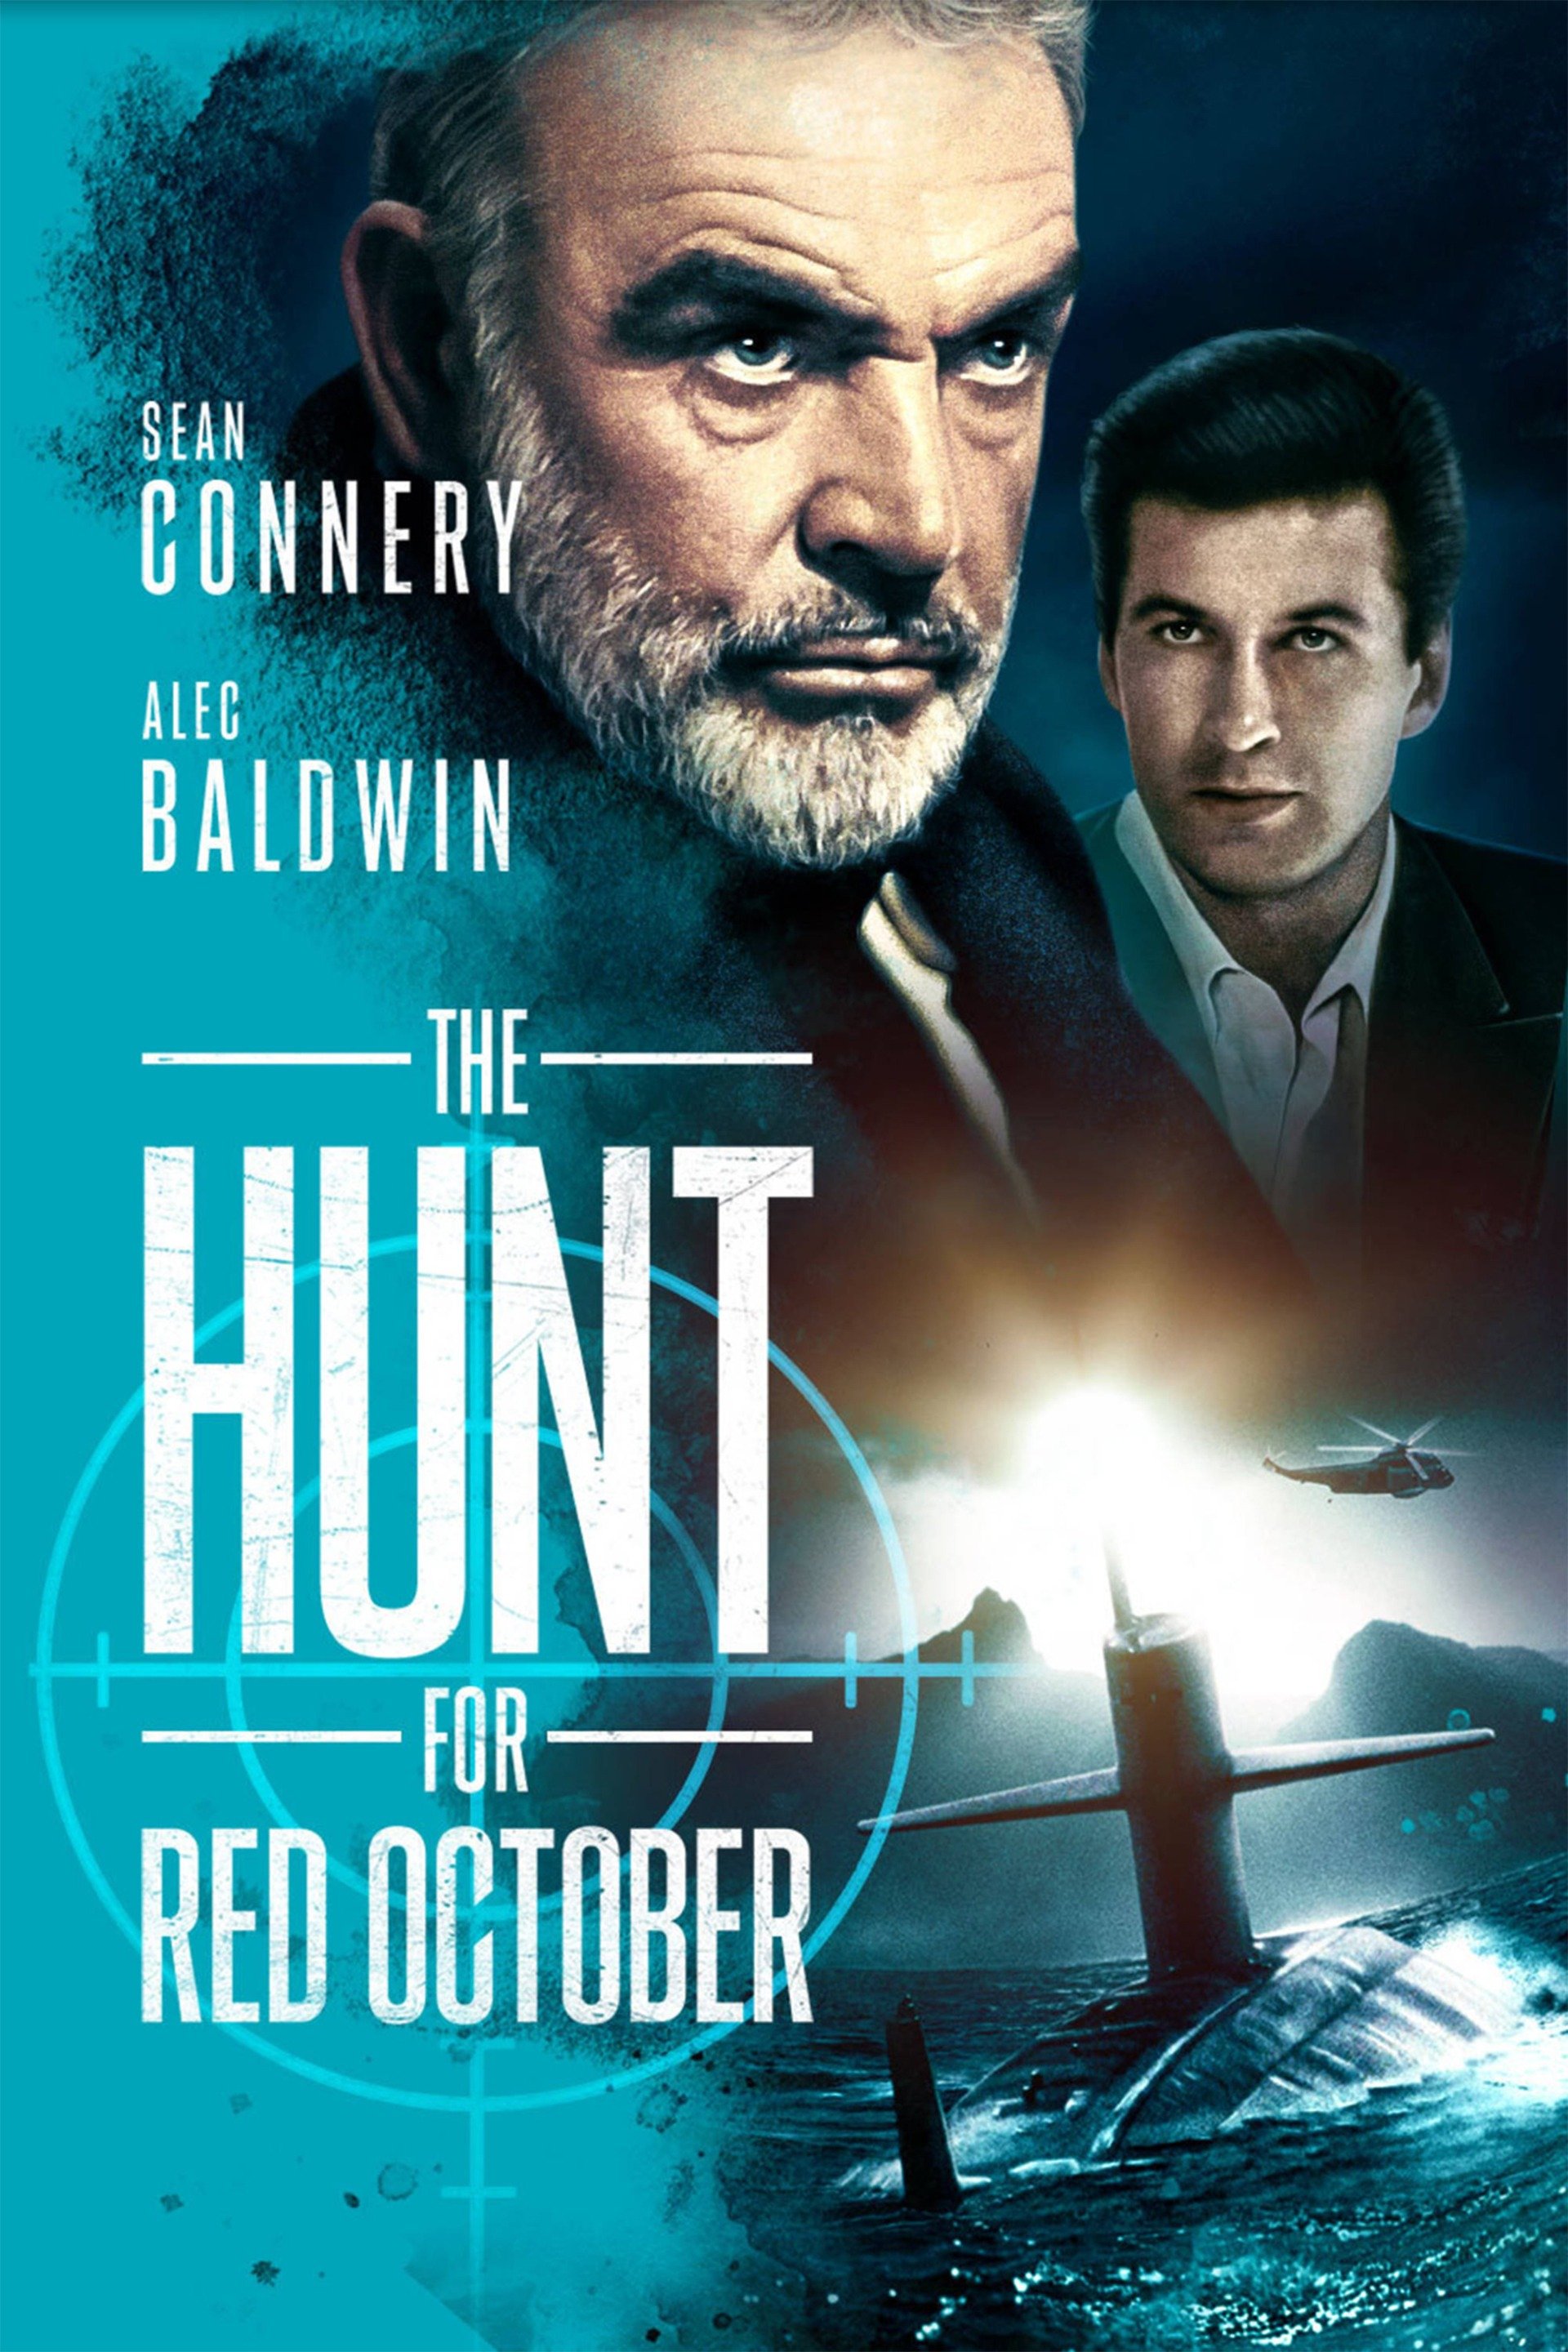 SEAN
CONNERY
ALEC
BALDWIN
THE
HUNT
FOR
RED OCTOBER